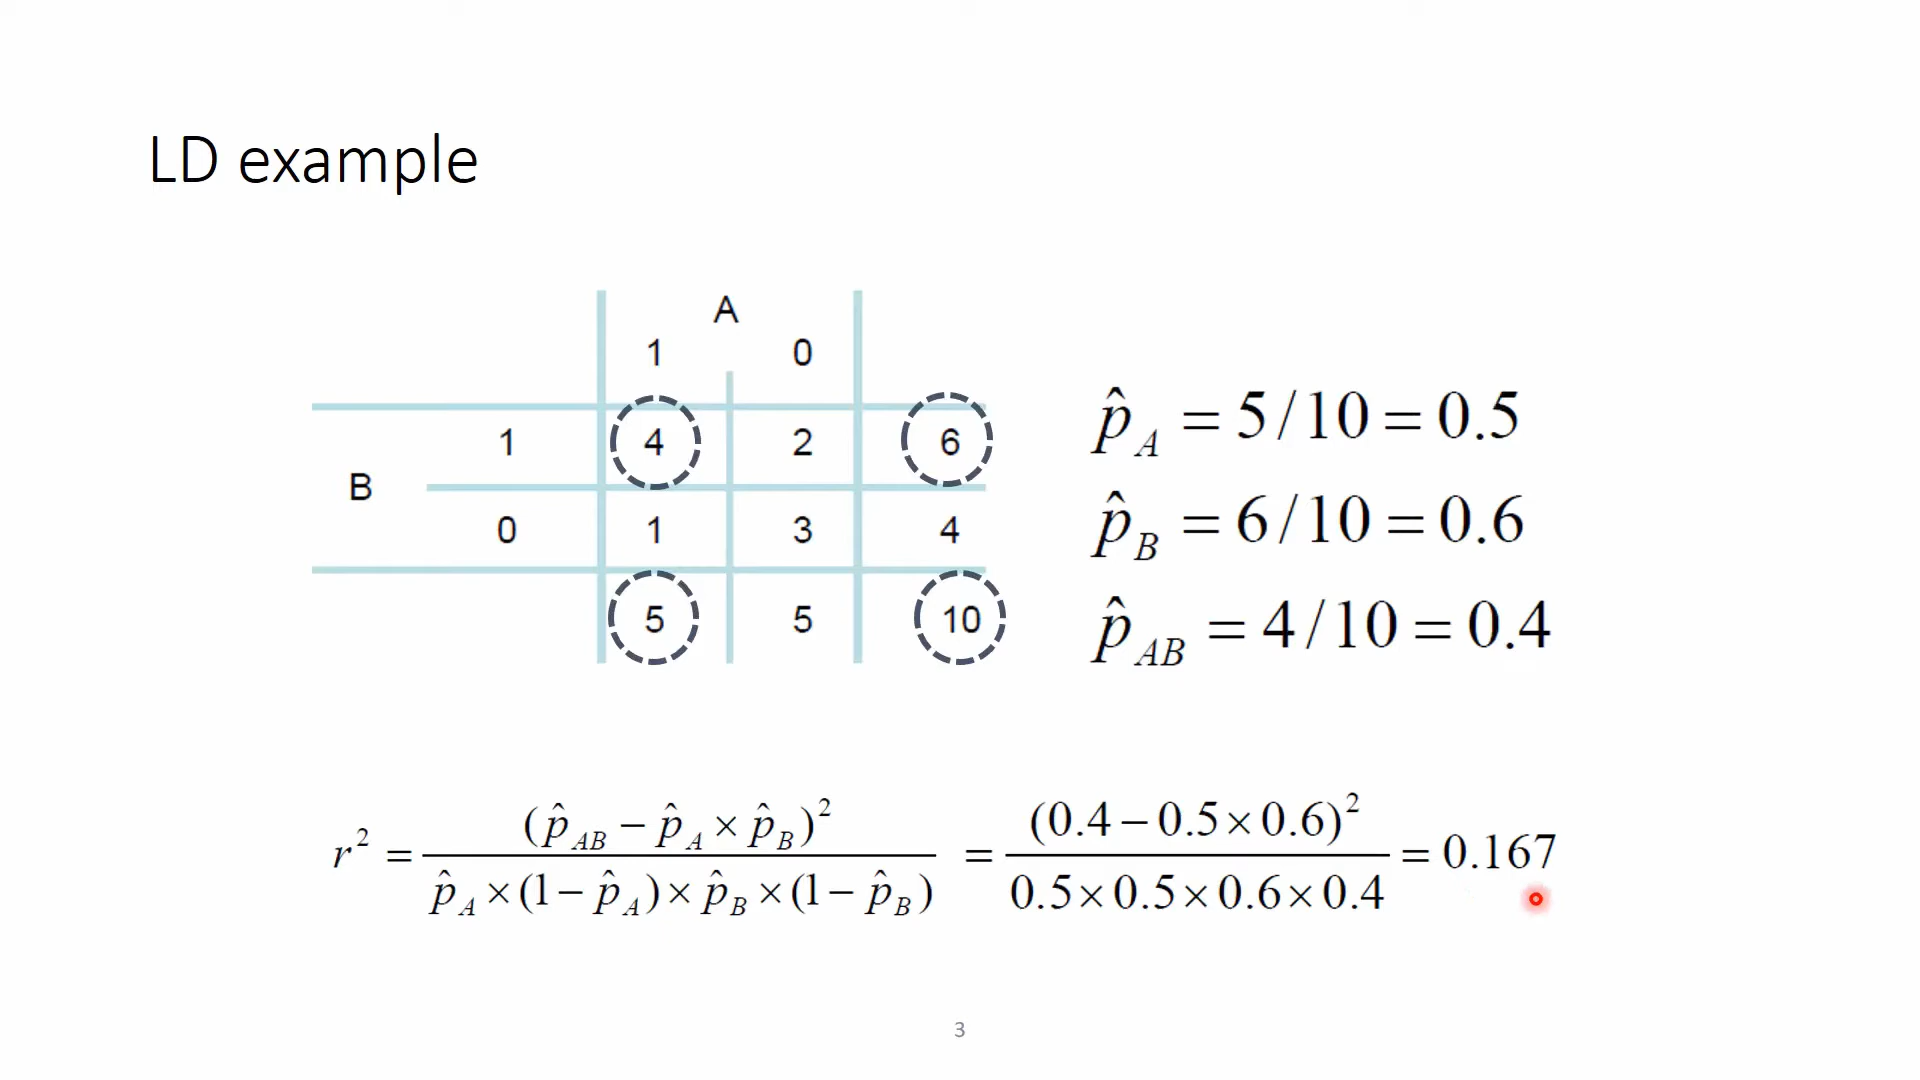 LD example
A
1 0
1 4 2 6
B
0 1 3 4
5 5 10
p̂_A = 5/10 = 0.5
p̂_B = 6/10 = 0.6
p̂_AB = 4/10 = 0.4
r² = (p̂_AB − p̂_A × p̂_B)² / p̂_A × (1 − p̂_A) × p̂_B × (1 − p̂_B) = (0.4 − 0.5 × 0.6)² / 0.5 × 0.5 × 0.6 × 0.4 = 0.167
3